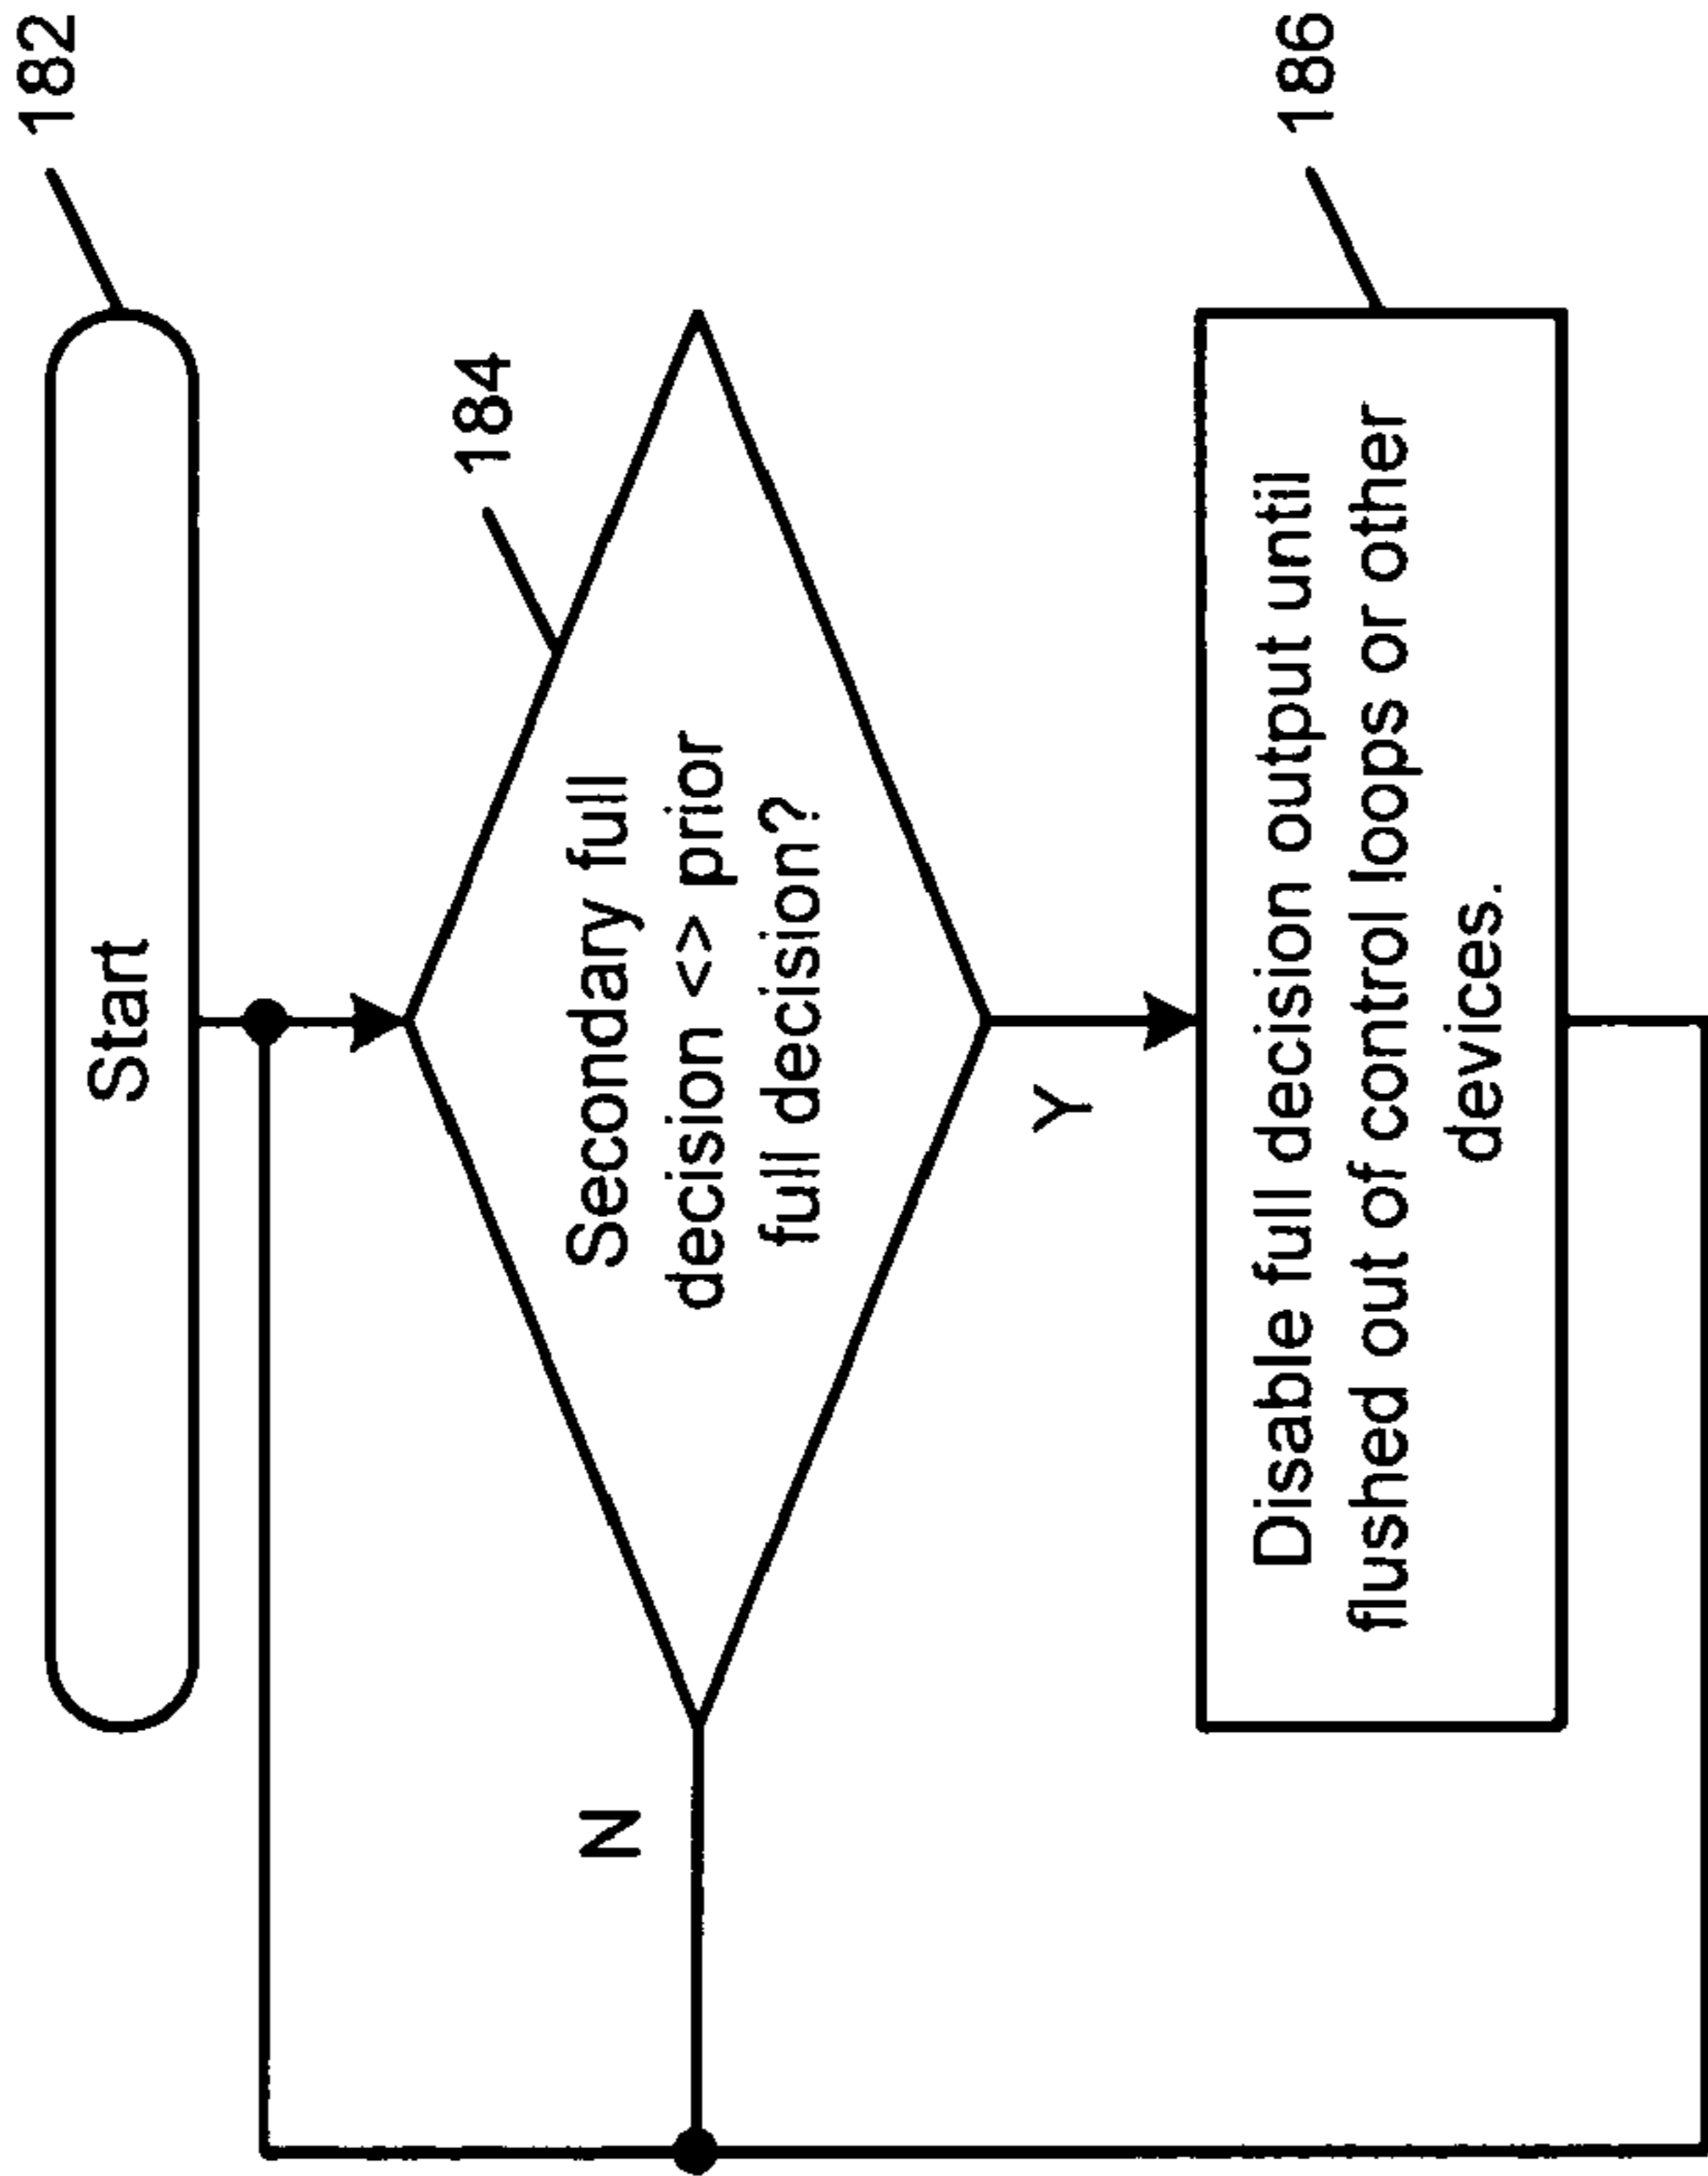 Start
182
184
Secondary full
decision <> prior
full decision?
N
Y
186
Disable full decision output until
flushed out of control loops or other
devices.